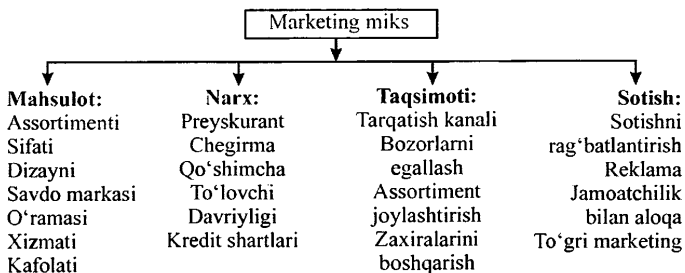 Marketing miks
Mahsulot:
Assortimenti
Sifati
Dizayni
Savdo markasi
O‘ramasi
Xizmati
Kafolati
Narx:
Preyskurant
Chegirma
Qo‘shimcha
To‘lovchi
Davriyligi
Kredit shartlari
Taqsimoti:
Tarqatish kanali
Bozorlarni
egallash
Assortiment
joylashtirish
Zaxiralarini
boshqarish
Sotish:
Sotishni
rag‘batlantirish
Reklama
Jamoatchilik
bilan aloqa
To‘gri marketing